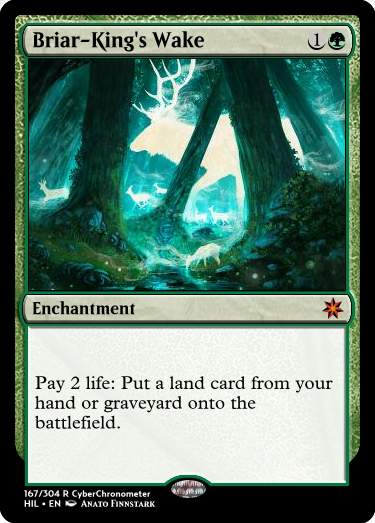 Briar-King's Wake 1
Enchantment
Pay 2 life: Put a land card from your
hand or graveyard onto the
battlefield.
167/304 R CyberChronometer
HIL • EN Anato Finnstark